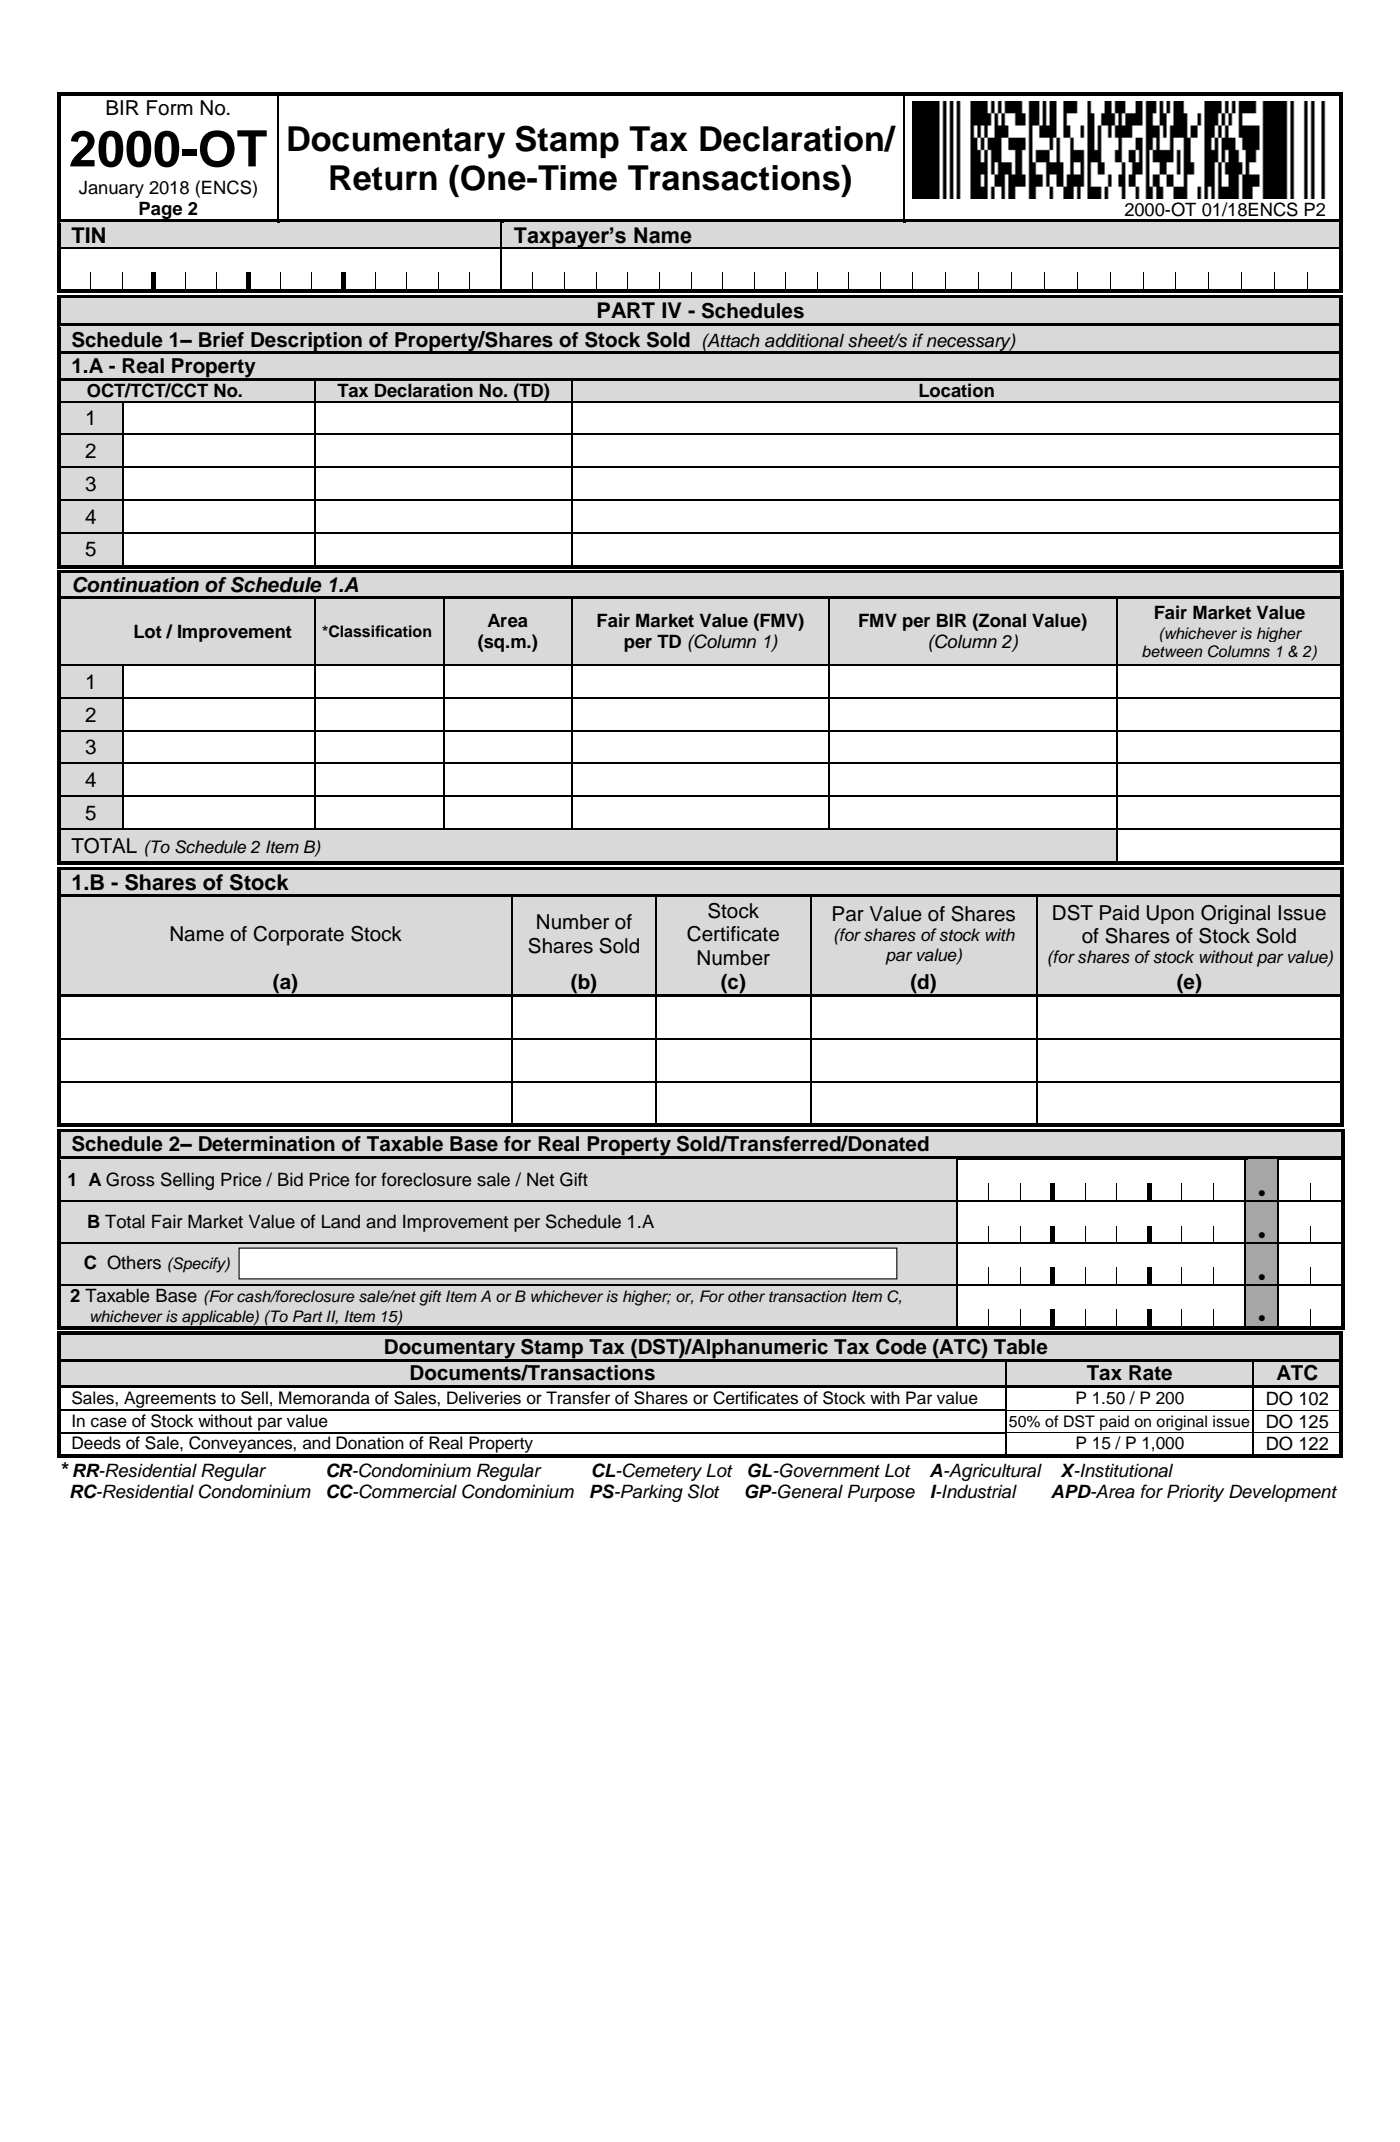 BIR Form No.
2000-OT
January 2018 (ENCS)
Page 2
Documentary Stamp Tax Declaration/
Return (One-Time Transactions)
2000-OT 01/18ENCS P2
TIN
Taxpayer's Name
PART IV - Schedules
Schedule 1– Brief Description of Property/Shares of Stock Sold (Attach additional sheet/s if necessary)
1.A - Real Property
OCT/TCT/CCT No. Tax Declaration No. (TD) Location
1
2
3
4
5
Continuation of Schedule 1.A
Lot / Improvement
*Classification
Area
(sq.m.)
Fair Market Value (FMV)
per TD (Column 1)
FMV per BIR (Zonal Value)
(Column 2)
Fair Market Value
(whichever is higher
between Columns 1 & 2)
1
2
3
4
5
TOTAL (To Schedule 2 Item B)
1.B - Shares of Stock
Name of Corporate Stock
(a)
Number of
Shares Sold
(b)
Stock
Certificate
Number
(c)
Par Value of Shares
(for shares of stock with
par value)
(d)
DST Paid Upon Original Issue
of Shares of Stock Sold
(for shares of stock without par value)
(e)
Schedule 2– Determination of Taxable Base for Real Property Sold/Transferred/Donated
1 A Gross Selling Price / Bid Price for foreclosure sale / Net Gift
B Total Fair Market Value of Land and Improvement per Schedule 1.A
C Others (Specify)
2 Taxable Base (For cash/foreclosure sale/net gift Item A or B whichever is higher; or, For other transaction Item C,
whichever is applicable) (To Part II, Item 15)
Documentary Stamp Tax (DST)/Alphanumeric Tax Code (ATC) Table
Documents/Transactions Tax Rate ATC
Sales, Agreements to Sell, Memoranda of Sales, Deliveries or Transfer of Shares or Certificates of Stock with Par value P 1.50 / P 200 DO 102
In case of Stock without par value 50% of DST paid on original issue DO 125
Deeds of Sale, Conveyances, and Donation of Real Property P 15 / P 1,000 DO 122
* RR-Residential Regular CR-Condominium Regular CL-Cemetery Lot GL-Government Lot A-Agricultural X-Institutional
RC-Residential Condominium CC-Commercial Condominium PS-Parking Slot GP-General Purpose I-Industrial APD-Area for Priority Development